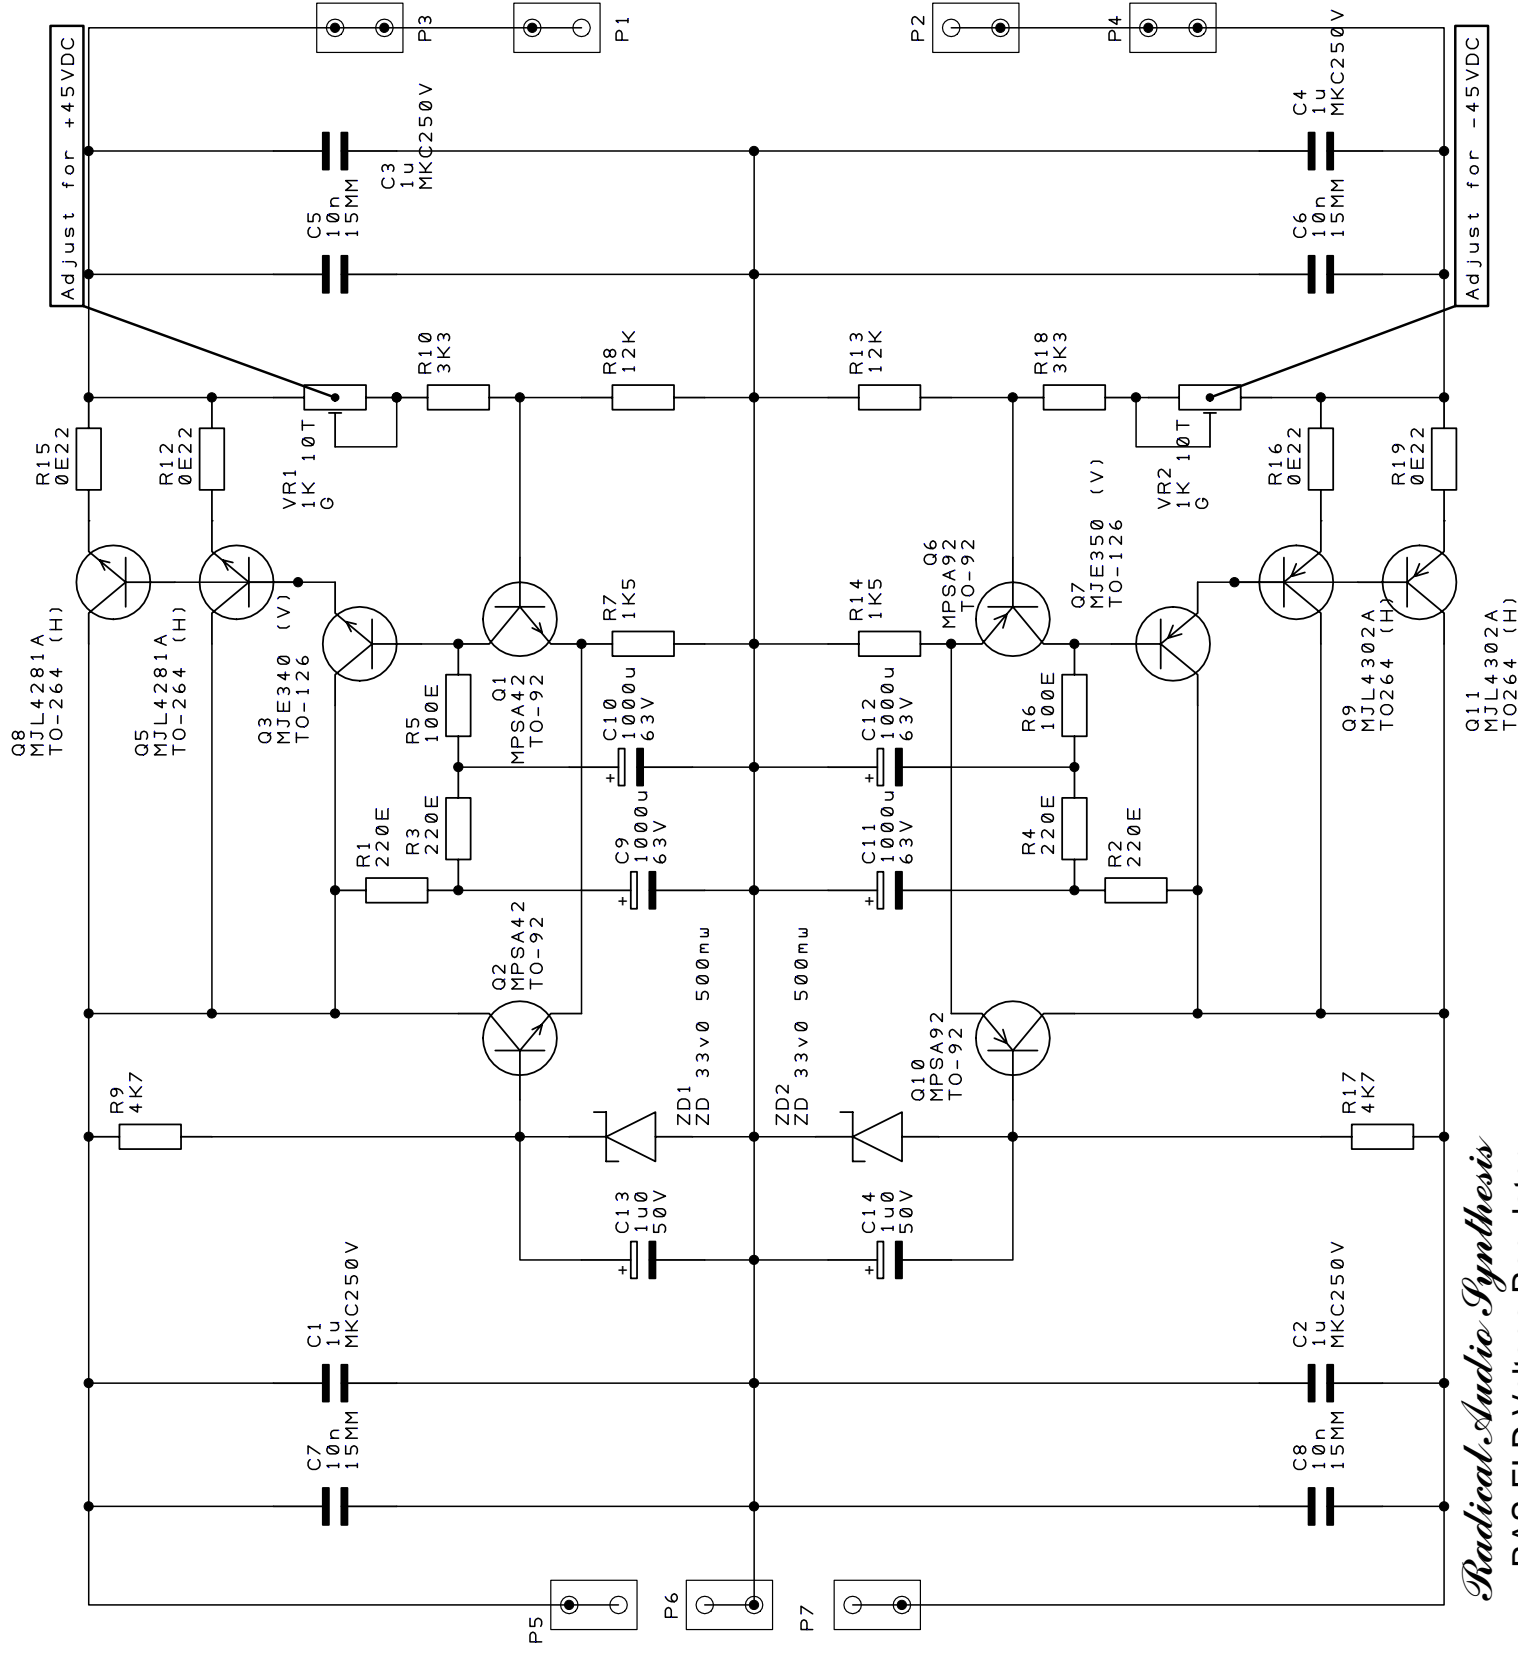 Adjust for +45VDC
P3
P1
P2
P4
Adjust for -45VDC
C3
1u
MKC250V
C4
1u
MKC250V
C5
10n
15MM
C6
10n
15MM
R10
3K3
R8
12K
R13
12K
R18
3K3
R15
0E22
R12
0E22
VR1
1K 10T
G
VR2
1K 10T
G
R16
0E22
R19
0E22
Q8
MJL4281A
TO-264 (H)
Q5
MJL4281A
TO-264 (H)
Q3
MJE340 (V)
TO-126
Q1
MPSA42
TO-92
R7
1K5
R14
1K5
Q6
MPSA92
TO-92
Q7
MJE350 (V)
TO-126
Q9
MJL4302A
TO264 (H)
Q11
MJL4302A
TO264 (H)
R5
100E
C10
1000u
63V
+
C12
1000u
63V
+
R6
100E
R1
220E
R3
220E
C9
1000u
63V
+
C11
1000u
63V
+
R4
220E
R2
220E
Q2
MPSA42
TO-92
ZD1
ZD 33v0 500mw
ZD2
ZD 33v0 500mw
Q10
MPSA92
TO-92
R9
4K7
R17
4K7
C13
1u0
50V
+
C14
1u0
50V
+
C1
1u
MKC250V
C2
1u
MKC250V
C7
10n
15MM
C8
10n
15MM
P5
P6
P7
Radical Audio Synthesis